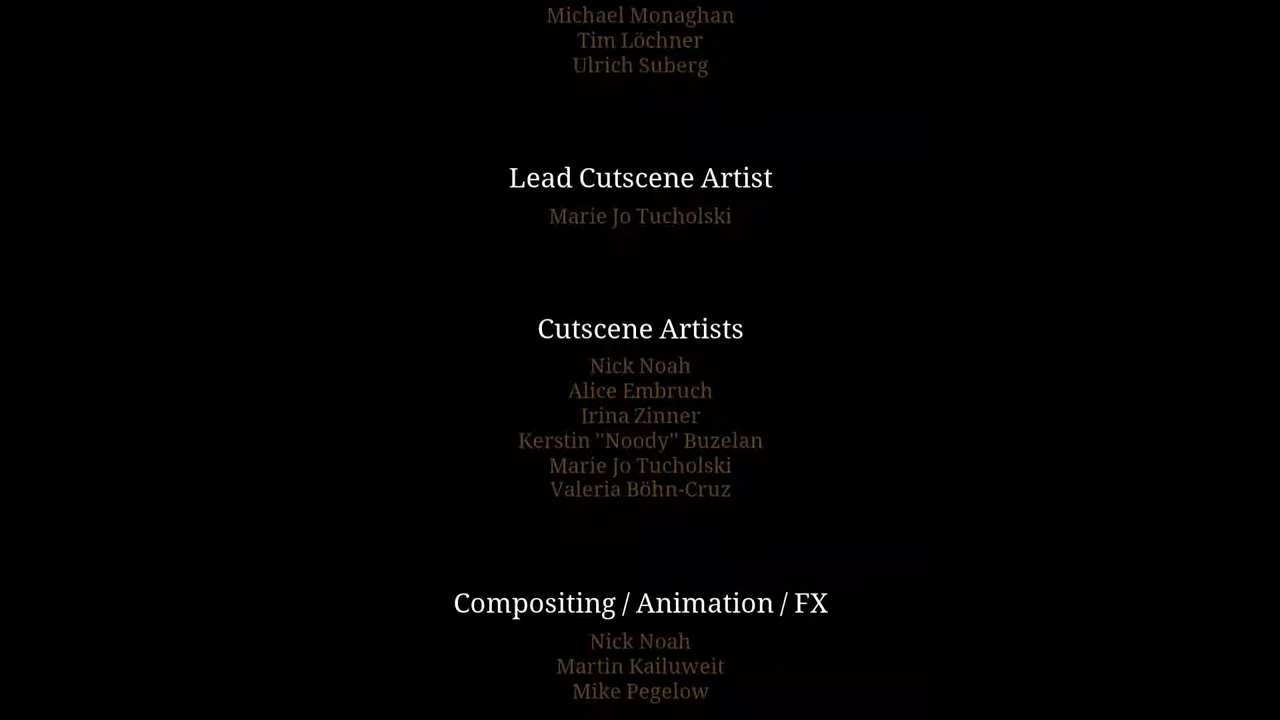 Michael Monaghan
Tim Löchner
Ulrich Suberg
Lead Cutscene Artist
Marie Jo Tucholski
Cutscene Artists
Nick Noah
Alice Embruch
Irina Zinner
Kerstin "Noody" Buzelan
Marie Jo Tucholski
Valeria Böhn-Cruz
Compositing / Animation / FX
Nick Noah
Martin Kailuweit
Mike Pegelow